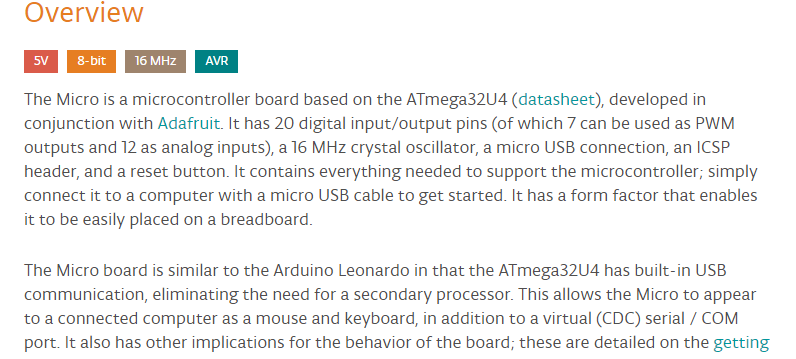 Overview
5V 8-bit 16 MHz AVR
The Micro is a microcontroller board based on the ATmega32U4 (datasheet), developed in
conjunction with Adafruit. It has 20 digital input/output pins (of which 7 can be used as PWM
outputs and 12 as analog inputs), a 16 MHz crystal oscillator, a micro USB connection, an ICSP
header, and a reset button. It contains everything needed to support the microcontroller; simply
connect it to a computer with a micro USB cable to get started. It has a form factor that enables
it to be easily placed on a breadboard.
The Micro board is similar to the Arduino Leonardo in that the ATmega32U4 has built-in USB
communication, eliminating the need for a secondary processor. This allows the Micro to appear
to a connected computer as a mouse and keyboard, in addition to a virtual (CDC) serial / COM
port. It also has other implications for the behavior of the board; these are detailed on the getting